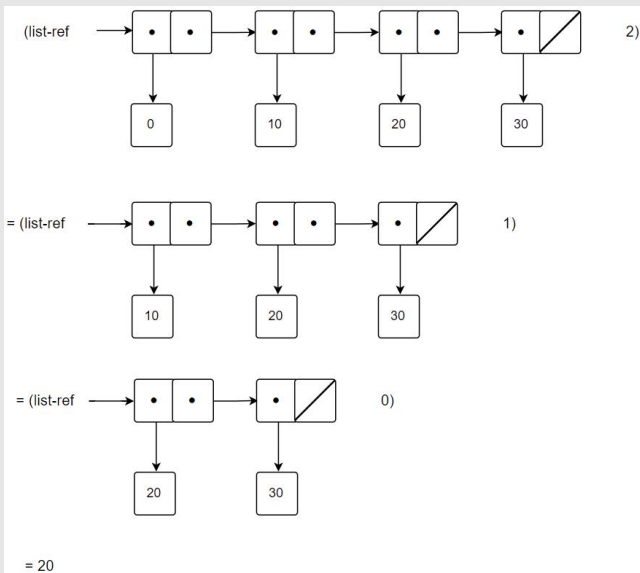 (list-ref 2)
0 10 20 30
= (list-ref 1)
10 20 30
= (list-ref 0)
20 30
= 20